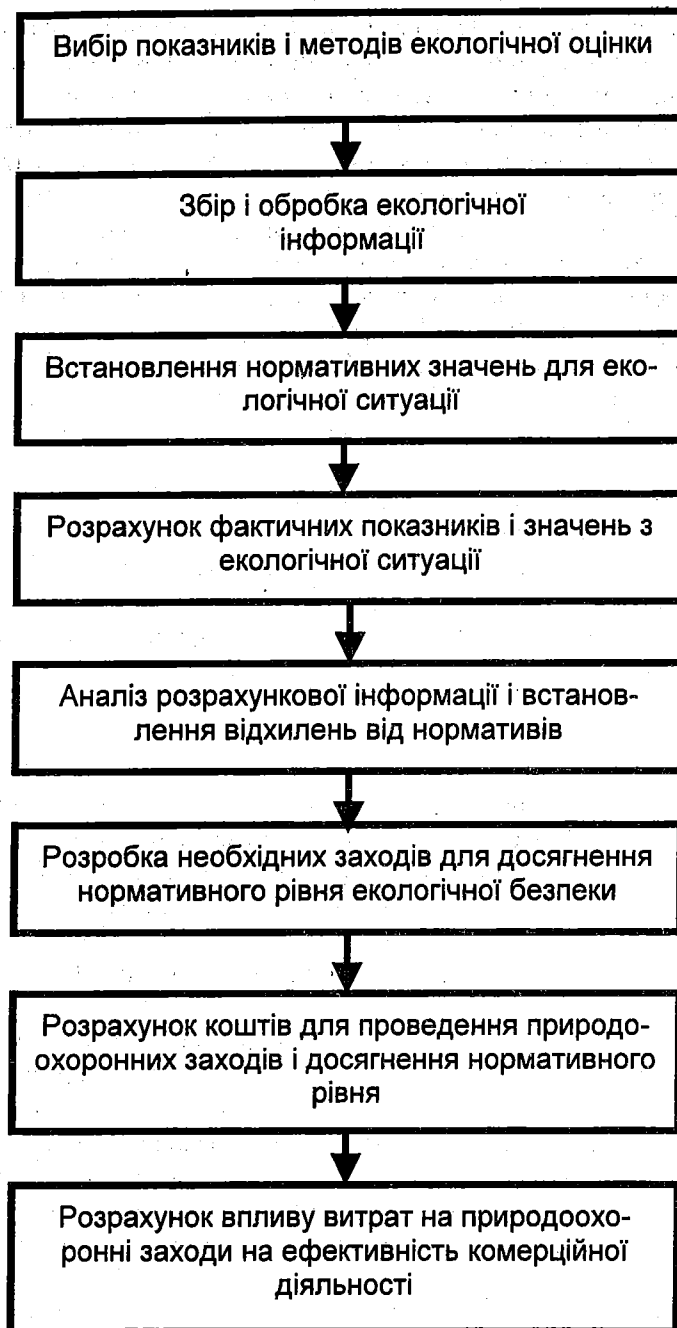 Вибір показників і методів екологічної оцінки
Збір і обробка екологічної
інформації
Встановлення нормативних значень для еко-
логічної ситуації
Розрахунок фактичних показників і значень з
екологічної ситуації
Аналіз розрахункової інформації і встанов-
лення відхилень від нормативів
Розробка необхідних заходів для досягнення
нормативного рівня екологічної безпеки
Розрахунок коштів для проведення природо-
охоронних заходів і досягнення нормативного
рівня
Розрахунок впливу витрат на природоохо-
ронні заходи на ефективність комерційної
діяльності